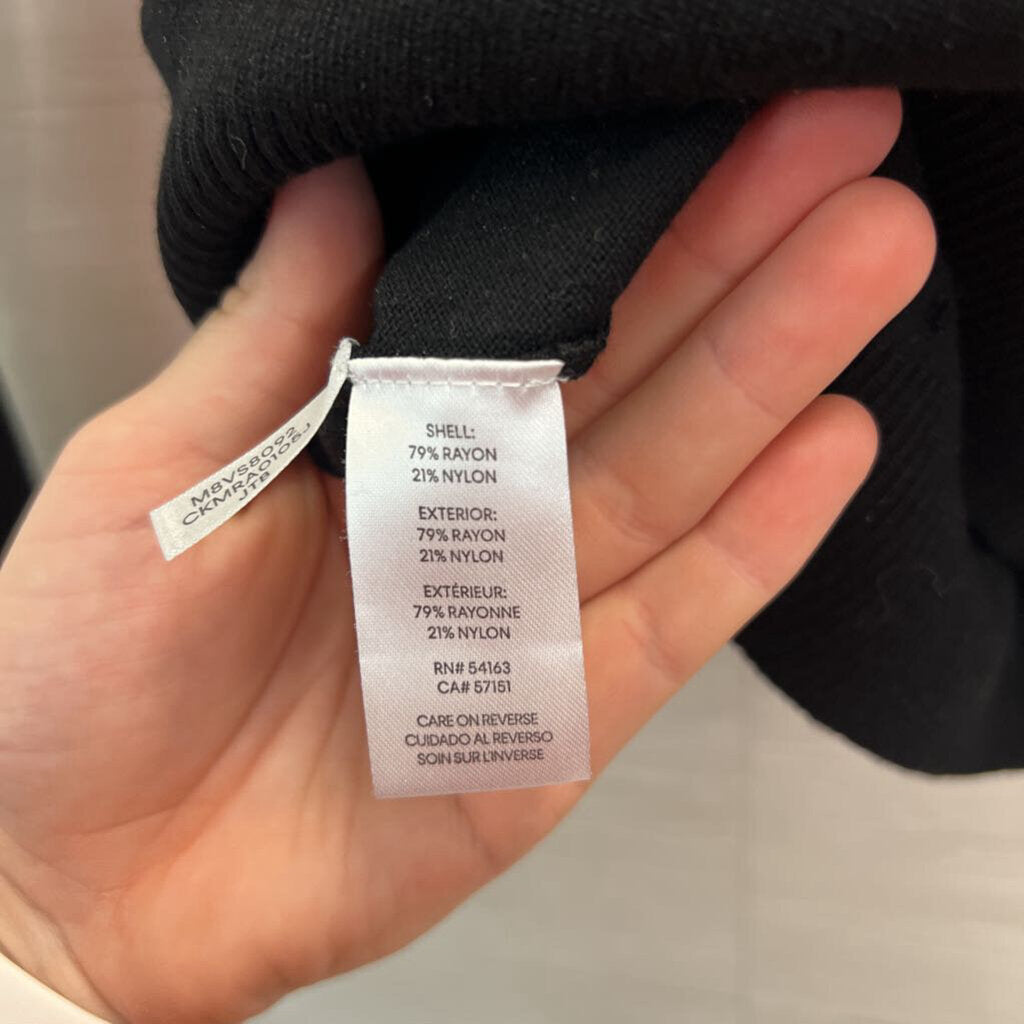 M8VS8092
CKMRA0105J
JTB
SHELL:
79% RAYON
21% NYLON
EXTERIOR:
79% RAYON
21% NYLON
EXTÉRIEUR:
79% RAYONNE
21% NYLON
RN# 54163
CA# 57151
CARE ON REVERSE
CUIDADO AL REVERSO
SOIN SUR L'INVERSE